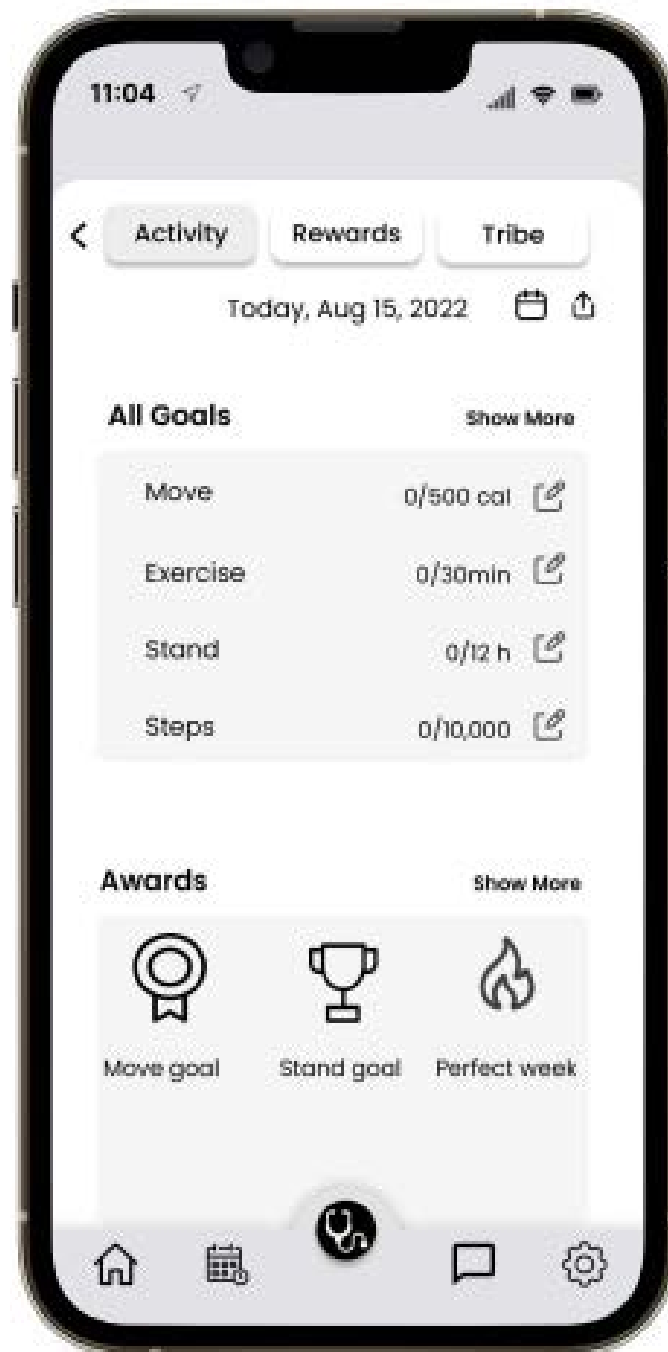 11:04
Activity Rewards Tribe
Today, Aug 15, 2022
All Goals Show More
Move 0/500 cal
Exercise 0/30min
Stand 0/12 h
Steps 0/10,000
Awards Show More
Move goal Stand goal Perfect week